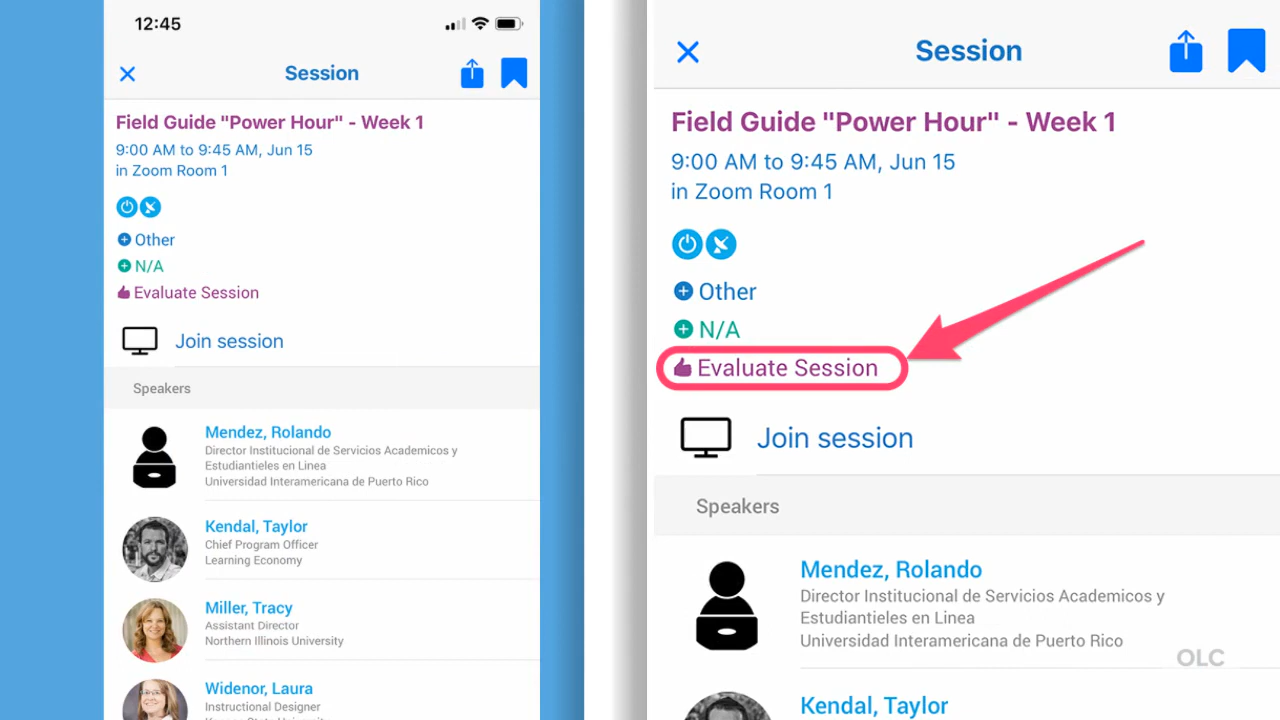 12:45
Session
Field Guide "Power Hour" - Week 1
9:00 AM to 9:45 AM, Jun 15
in Zoom Room 1
Other
N/A
Evaluate Session
Join session
Speakers
Mendez, Rolando
Director Institucional de Servicios Academicos y
Estudiantieles en Linea
Universidad Interamericana de Puerto Rico
Kendal, Taylor
Chief Program Officer
Learning Economy
Miller, Tracy
Assistant Director
Northern Illinois University
Widenor, Laura
Instructional Designer
Session
Field Guide "Power Hour" - Week 1
9:00 AM to 9:45 AM, Jun 15
in Zoom Room 1
Other
N/A
Evaluate Session
Join session
Speakers
Mendez, Rolando
Director Institucional de Servicios Academicos y
Estudiantieles en Linea
Universidad Interamericana de Puerto Rico
OLC
Kendal, Taylor